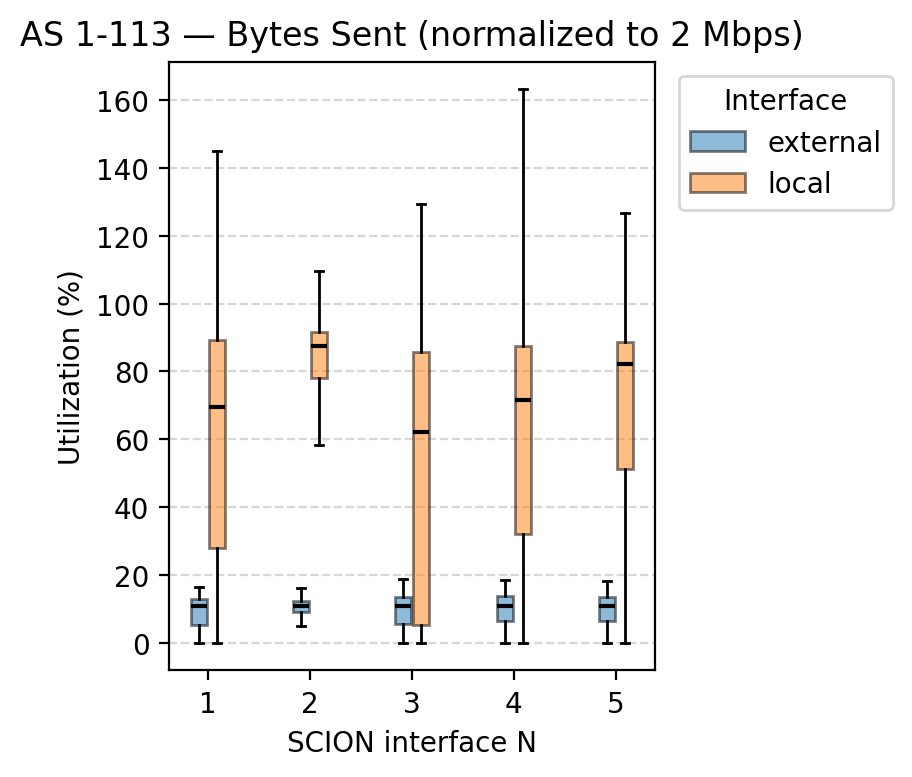 AS 1-113 — Bytes Sent (normalized to 2 Mbps)
Interface
external
local
Utilization (%)
160
140
120
100
80
60
40
20
0
1 2 3 4 5
SCION interface N